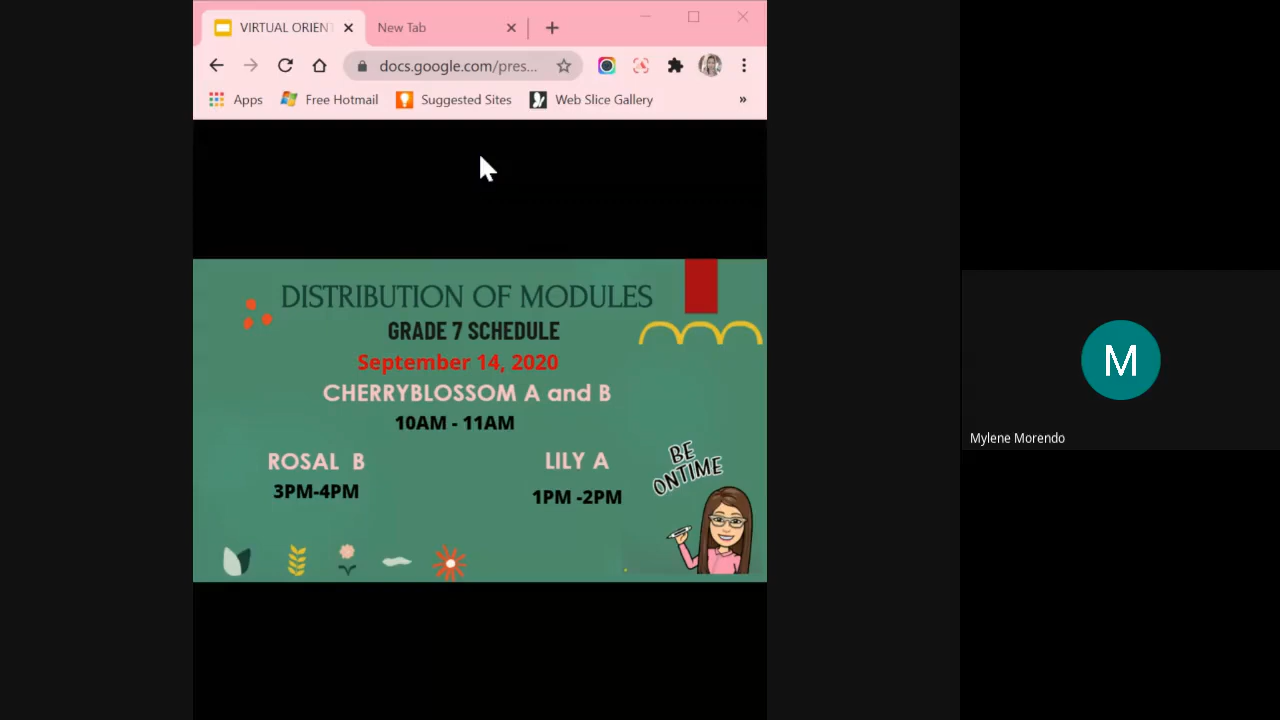 VIRTUAL ORIENT
New Tab
docs.google.com/pres...
Apps
Free Hotmail
Suggested Sites
Web Slice Gallery
»
DISTRIBUTION OF MODULES
GRADE 7 SCHEDULE
September 14, 2020
CHERRYBLOSSOM A and B
10AM - 11AM
ROSAL B
LILY A
3PM-4PM
1PM -2PM
BE
ONTIME
M
Mylene Morendo